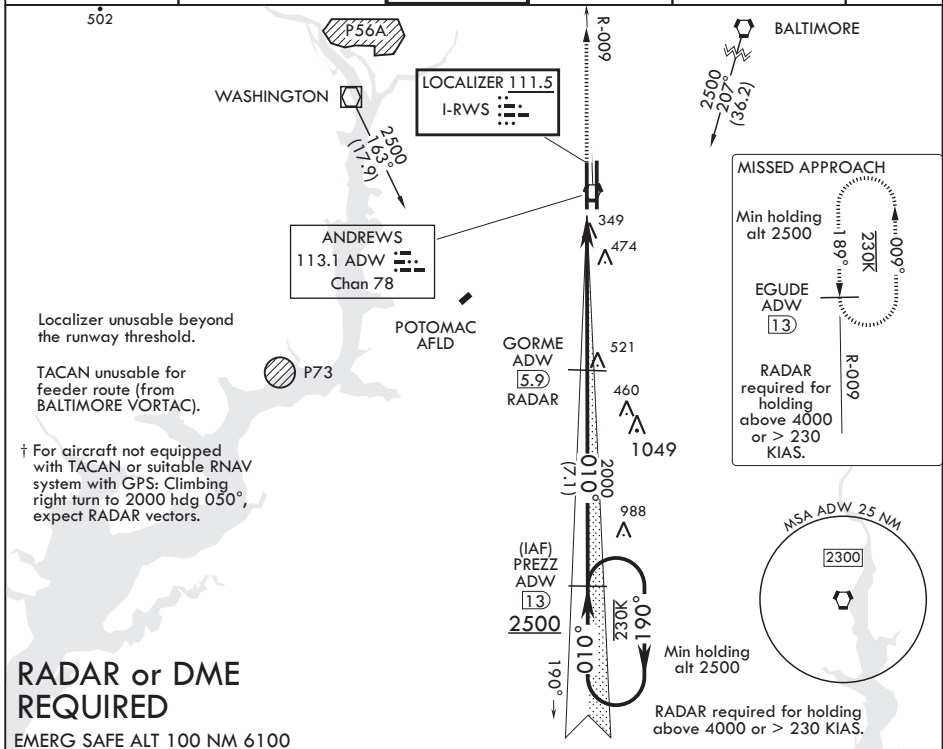 502
P56A
R-009
BALTIMORE
2500
207°
(36.2)
WASHINGTON
LOCALIZER 111.5
I-RWS
2500
163°
(17.9)
MISSED APPROACH
Min holding
alt 2500
189°
230K
009°
EGUDE
ADW
13
R-009
RADAR
required for
holding
above 4000
or > 230
KIAS.
349
474
ANDREWS
113.1 ADW
Chan 78
POTOMAC
AFLD
Localizer unusable beyond
the runway threshold.
P73
TACAN unusable for
feeder route (from
BALTIMORE VORTAC).
GORME
ADW
5.9
RADAR
521
460
1049
† For aircraft not equipped
with TACAN or suitable RNAV
system with GPS: Climbing
right turn to 2000 hdg 050°,
expect RADAR vectors.
2000
010°
(7.1)
988
MSA ADW 25 NM
2300
(IAF)
PREZZ
ADW
13
2500
230K
190°
010°
190°
Min holding
alt 2500
RADAR required for holding
above 4000 or > 230 KIAS.
RADAR or DME
REQUIRED
EMERG SAFE ALT 100 NM 6100